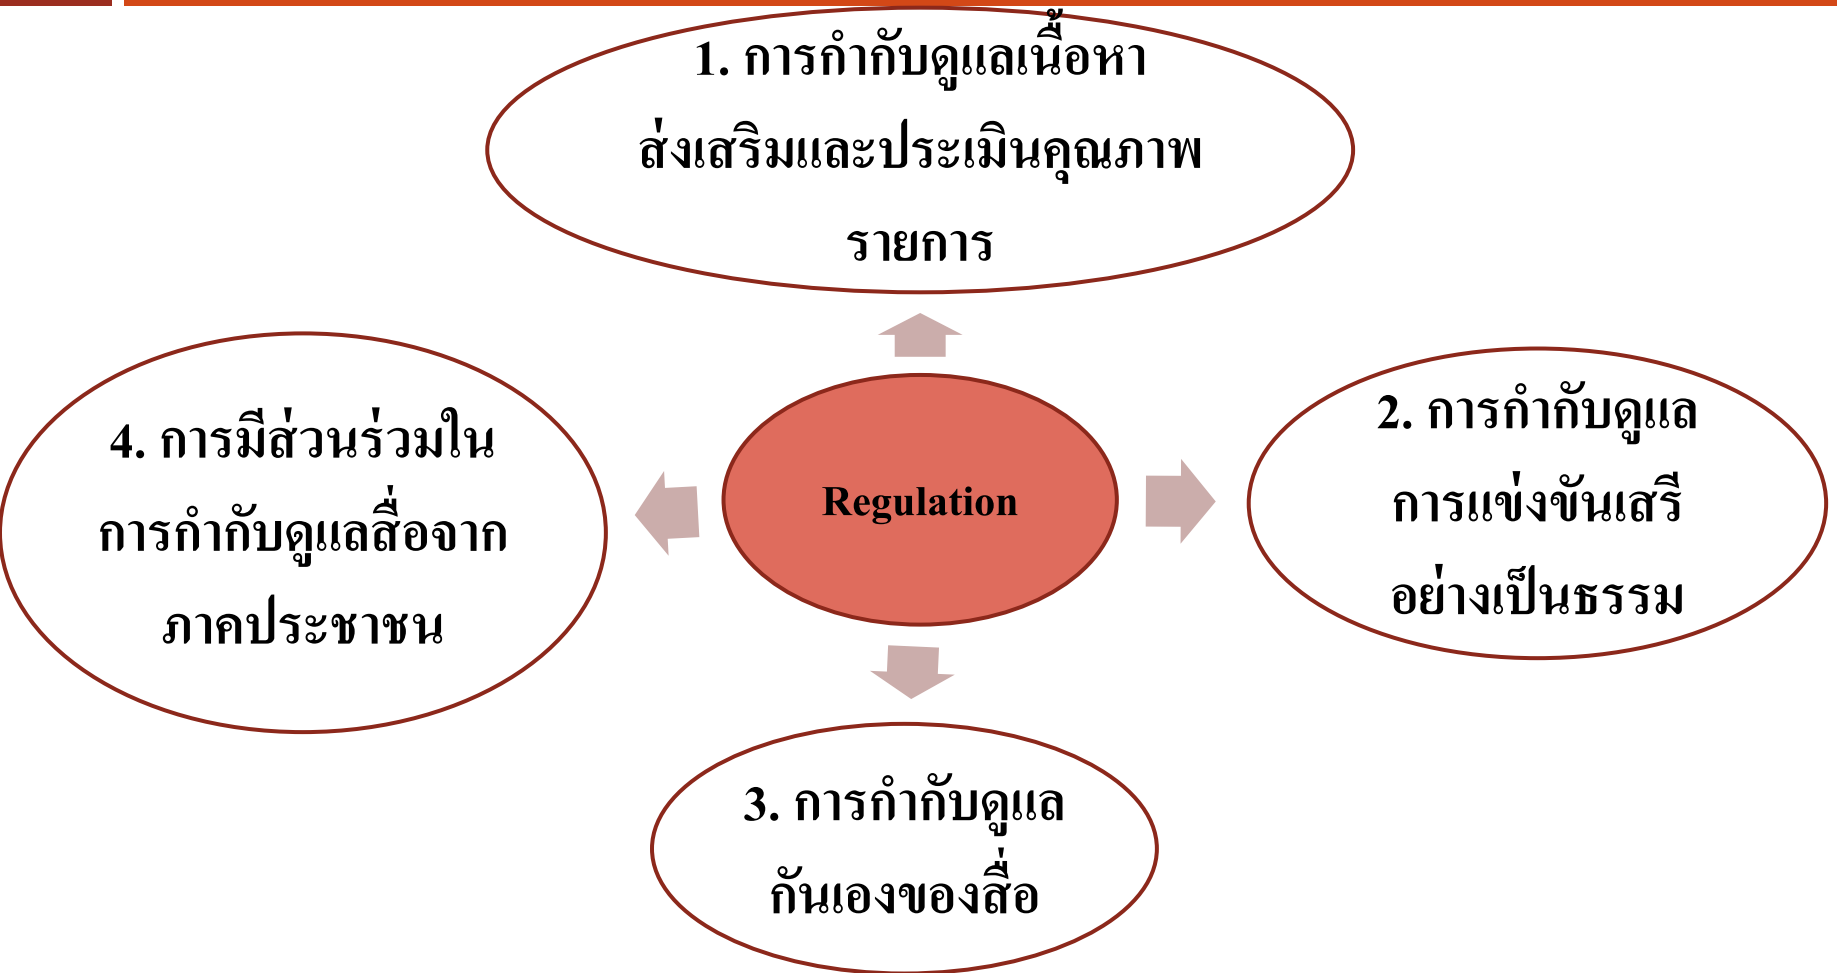 1. การกำกับดูแลเนื้อหา
ส่งเสริมและประเมินคุณภาพ
รายการ
4. การมีส่วนร่วมใน
การกำกับดูแลสื่อจาก
ภาคประชาชน
Regulation
2. การกำกับดูแล
การแข่งขันเสรี
อย่างเป็นธรรม
3. การกำกับดูแล
กันเองของสื่อ